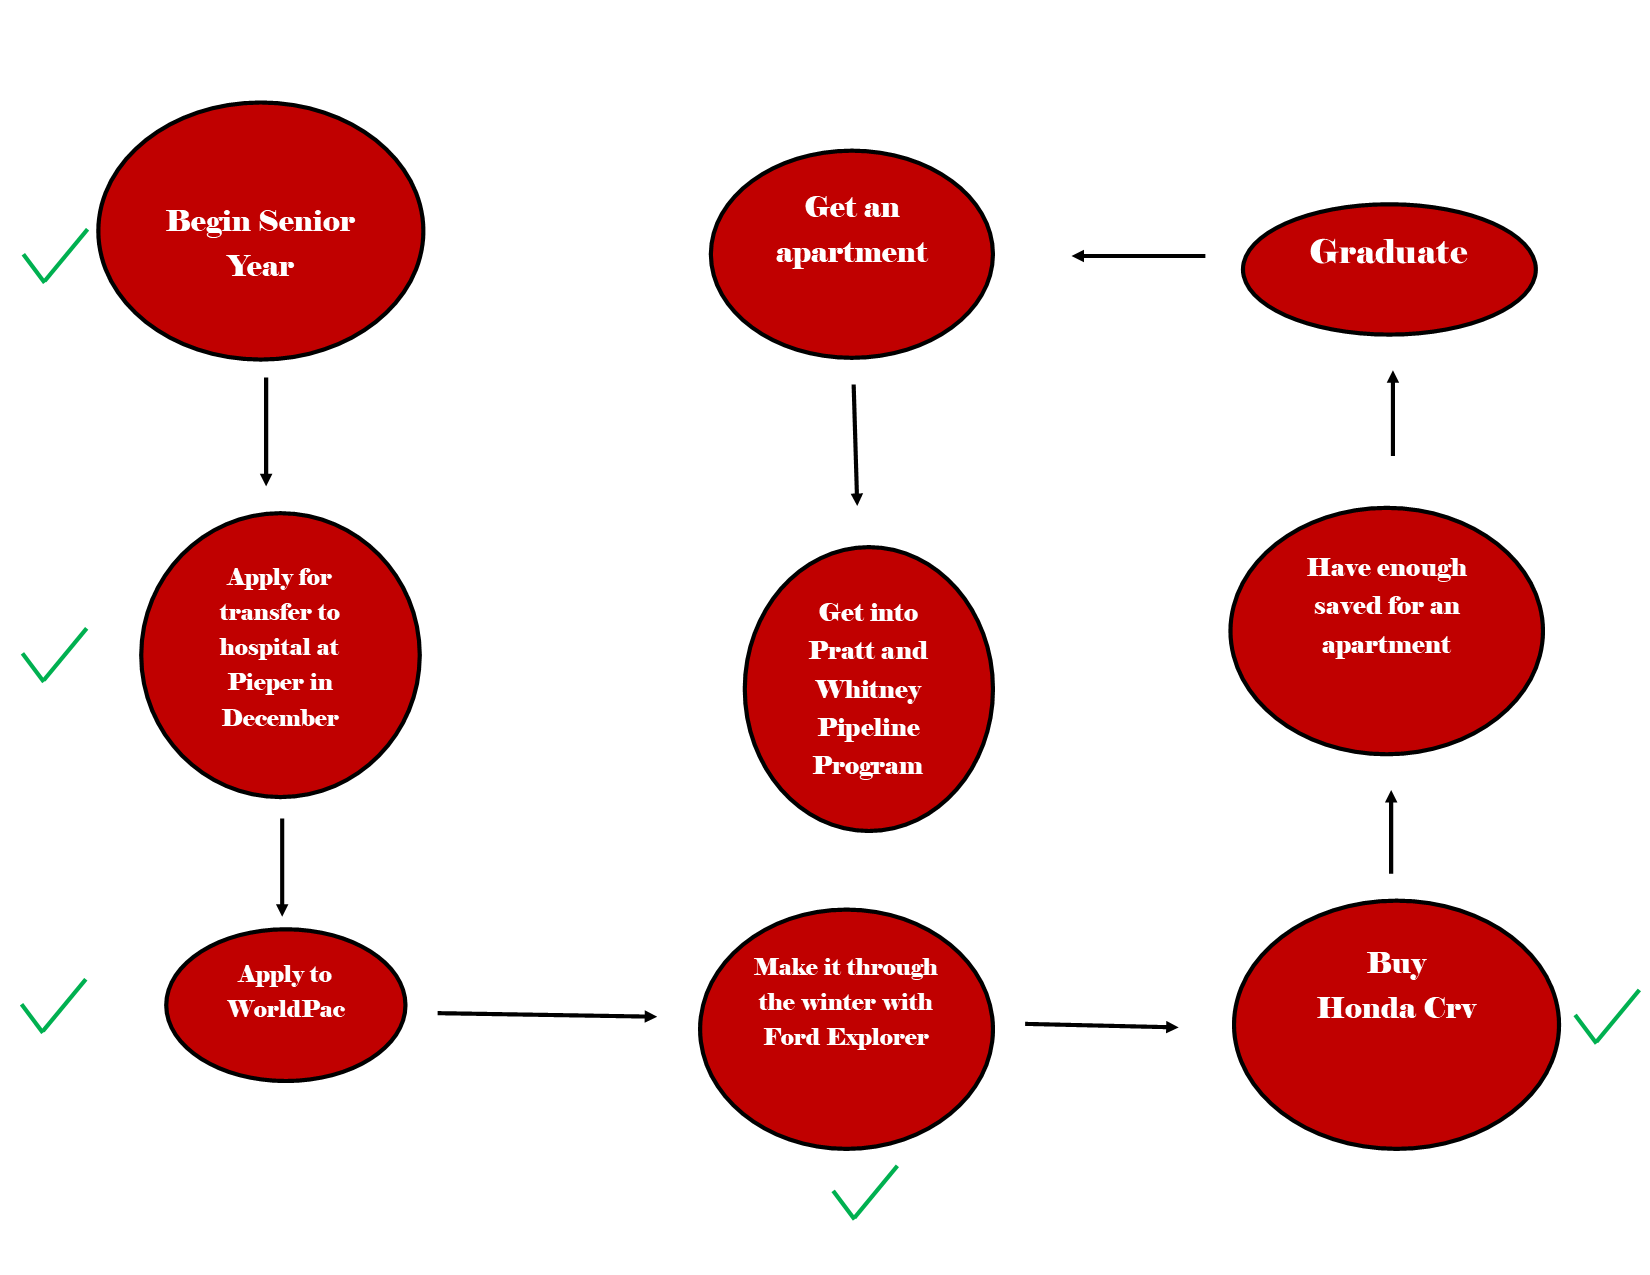 Begin Senior
Year
Apply for
transfer to
hospital at
Pieper in
December
Apply to
WorldPac
Make it through
the winter with
Ford Explorer
Buy
Honda Crv
Have enough
saved for an
apartment
Graduate
Get an
apartment
Get into
Pratt and
Whitney
Pipeline
Program